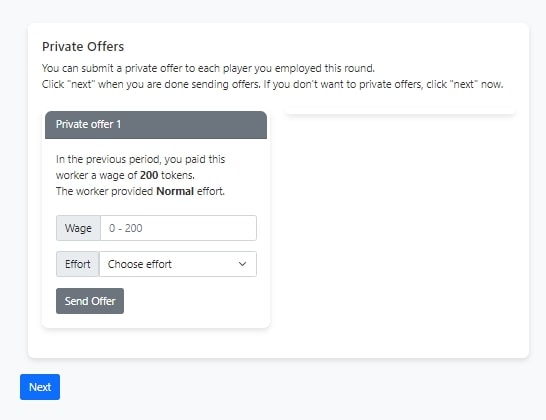 Private Offers
You can submit a private offer to each player you employed this round.
Click "next" when you are done sending offers. If you don't want to private offers, click "next" now.
Private offer 1
In the previous period, you paid this
worker a wage of 200 tokens.
The worker provided Normal effort.
Wage 0 - 200
Effort Choose effort
Send Offer
Next